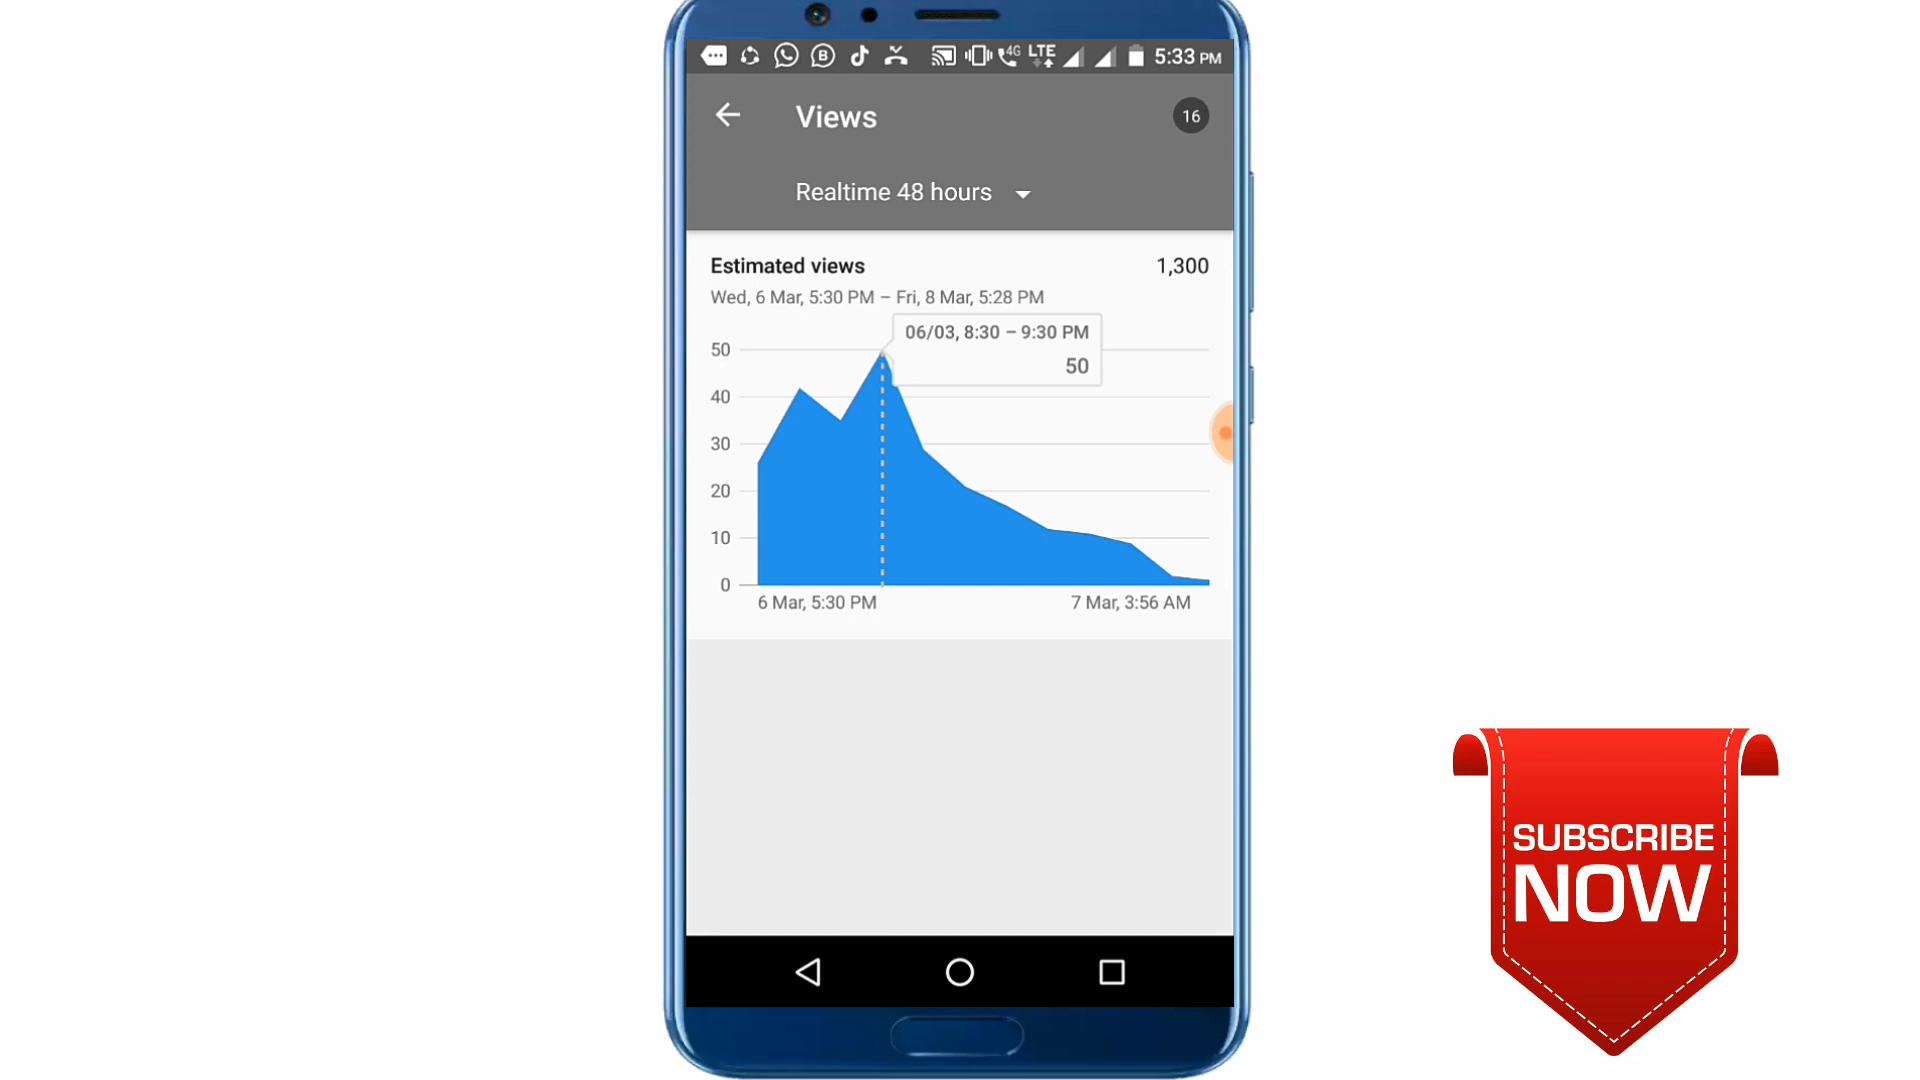 4G LTE 5:33 PM
Views
16
Realtime 48 hours
Estimated views 1,300
Wed, 6 Mar, 5:30 PM – Fri, 8 Mar, 5:28 PM
06/03, 8:30 – 9:30 PM
50
50
40
30
20
10
0
6 Mar, 5:30 PM 7 Mar, 3:56 AM
SUBSCRIBE
NOW